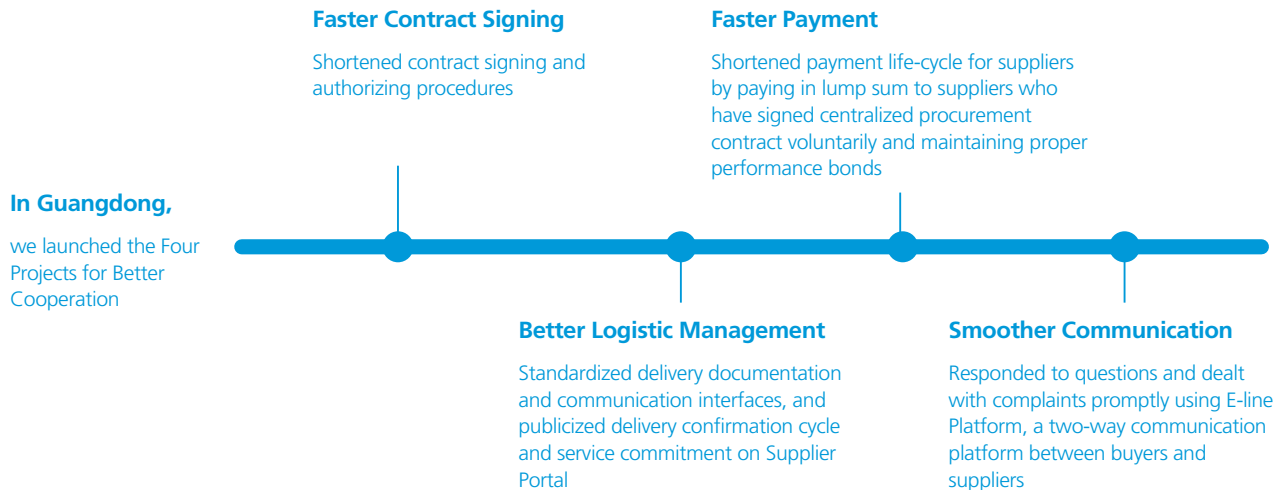 In Guangdong,
we launched the Four
Projects for Better
Cooperation
Faster Contract Signing
Shortened contract signing and
authorizing procedures
Better Logistic Management
Standardized delivery documentation
and communication interfaces, and
publicized delivery confirmation cycle
and service commitment on Supplier
Portal
Faster Payment
Shortened payment life-cycle for suppliers
by paying in lump sum to suppliers who
have signed centralized procurement
contract voluntarily and maintaining proper
performance bonds
Smoother Communication
Responded to questions and dealt
with complaints promptly using E-line
Platform, a two-way communication
platform between buyers and
suppliers